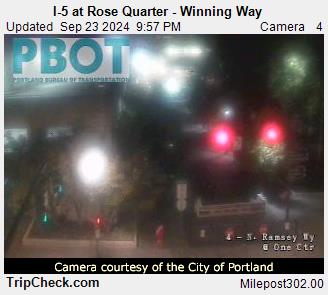 I-5 at Rose Quarter - Winning Way
Updated Sep 23 2024 9:57 PM Camera 4
PBOT
PORTLAND BUREAU OF TRANSPORTATION
4 - N. Ramsey Wy
@ One Ctr
Camera courtesy of the City of Portland
TripCheck.com Milepost302.00